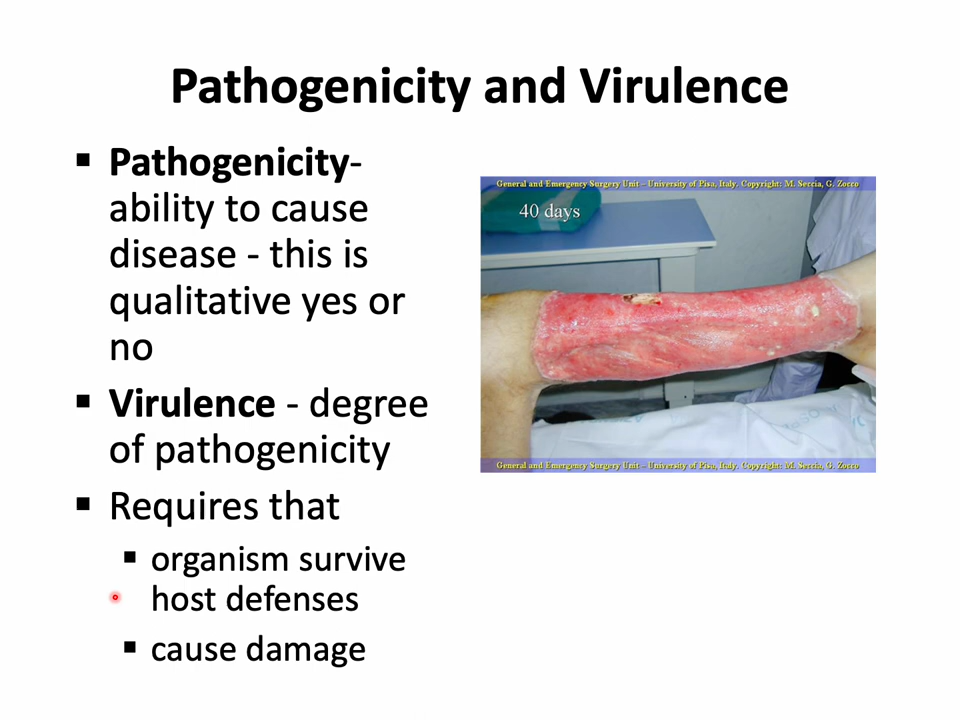 Pathogenicity and Virulence
▪ Pathogenicity-
ability to cause
disease - this is
qualitative yes or
no
▪ Virulence - degree
of pathogenicity
▪ Requires that
▪ organism survive
host defenses
▪ cause damage
General and Emergency Surgery Unit – University of Pisa, Italy. Copyright: M. Seccia, G. Zocco
40 days
General and Emergency Surgery Unit – University of Pisa, Italy. Copyright: M. Seccia, G. Zocco